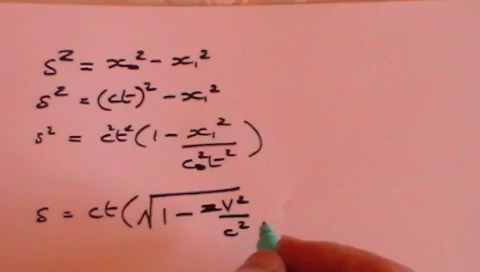 s² = x₀² - x₁²
s² = (ct)² - x₁²
s² = c²t²(1 - x₁²/c²t²)
s = ct(√1 - v²/c²